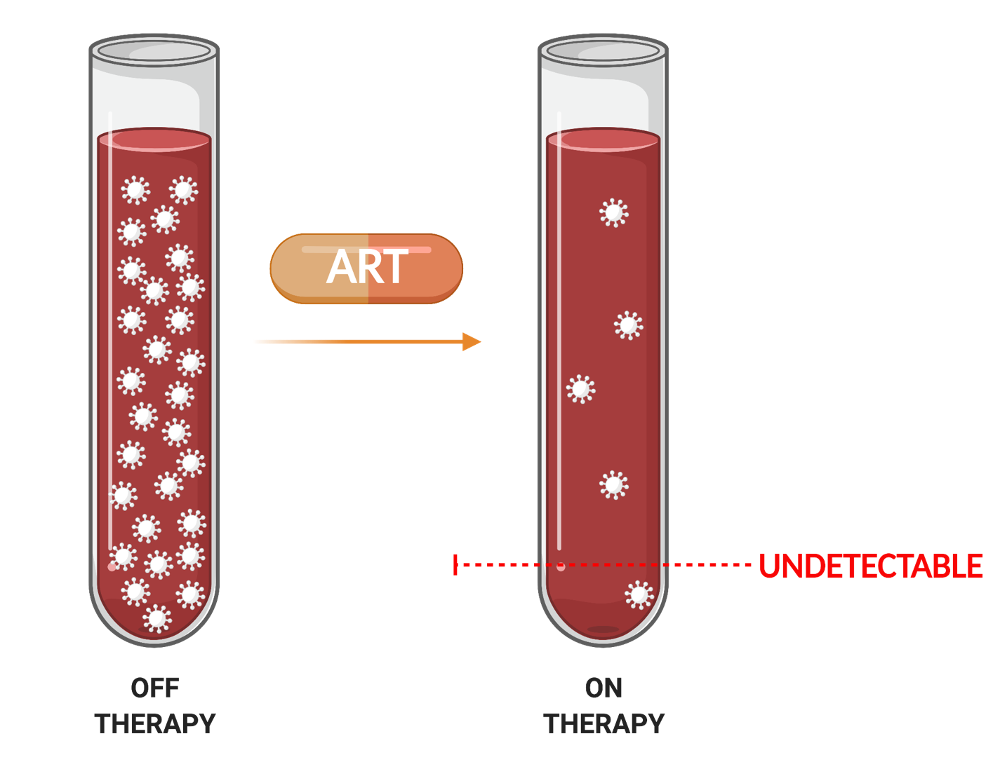 ART
UNDETECTABLE
OFF
THERAPY
ON
THERAPY